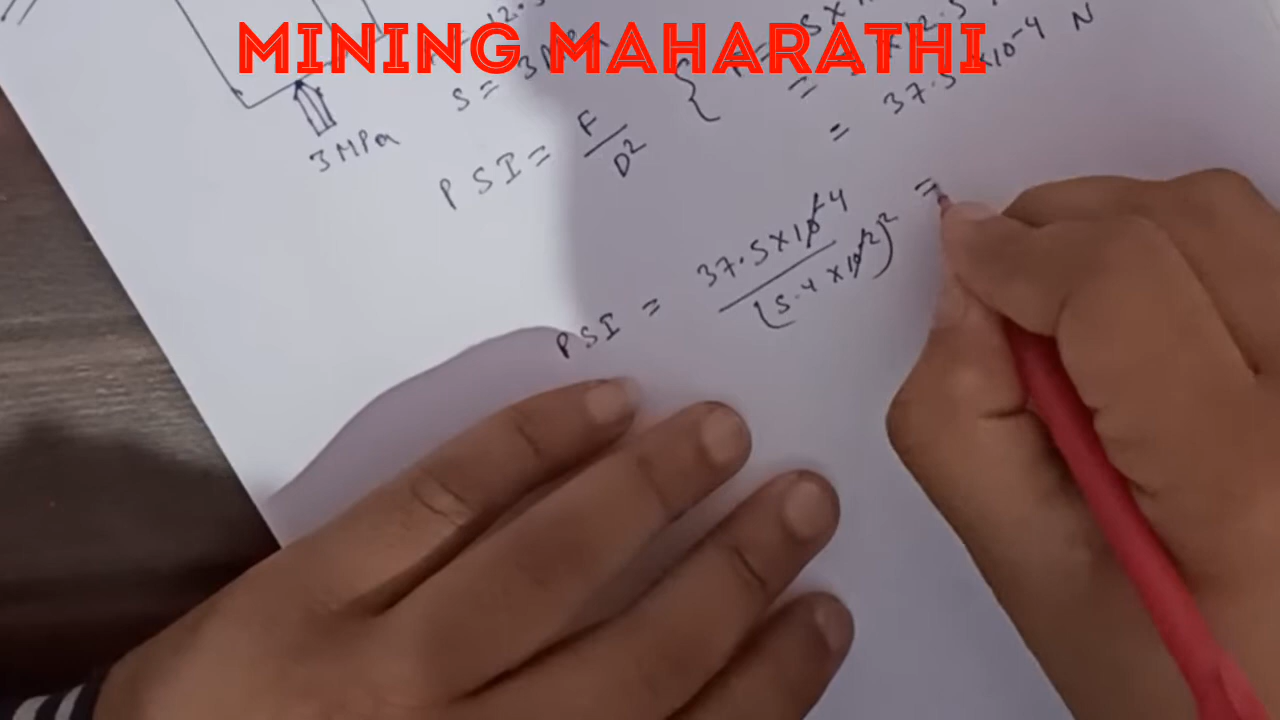 MINING MAHARATHI
S = 3 MPa
= 37.5 × 10⁻⁴ N
3 MPa
PSI = F / D²
PSI = 37.5 × 10⁻⁴ / (5.4 × 10⁻²)² =